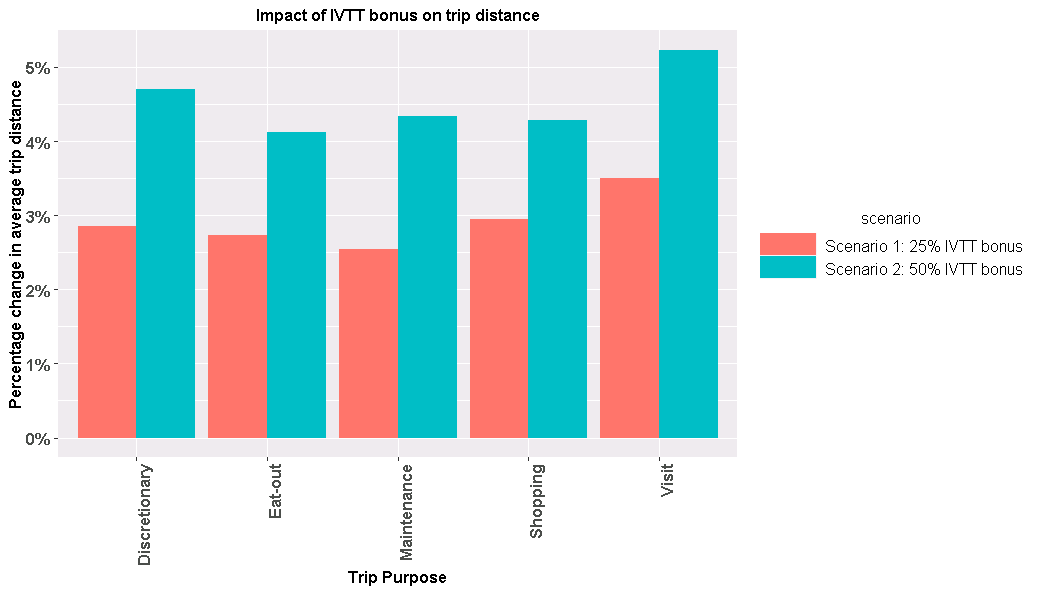 Impact of IVTT bonus on trip distance
Percentage change in average trip distance
5%
4%
3%
2%
1%
0%
Discretionary
Eat-out
Maintenance
Shopping
Visit
Trip Purpose
scenario
Scenario 1: 25% IVTT bonus
Scenario 2: 50% IVTT bonus